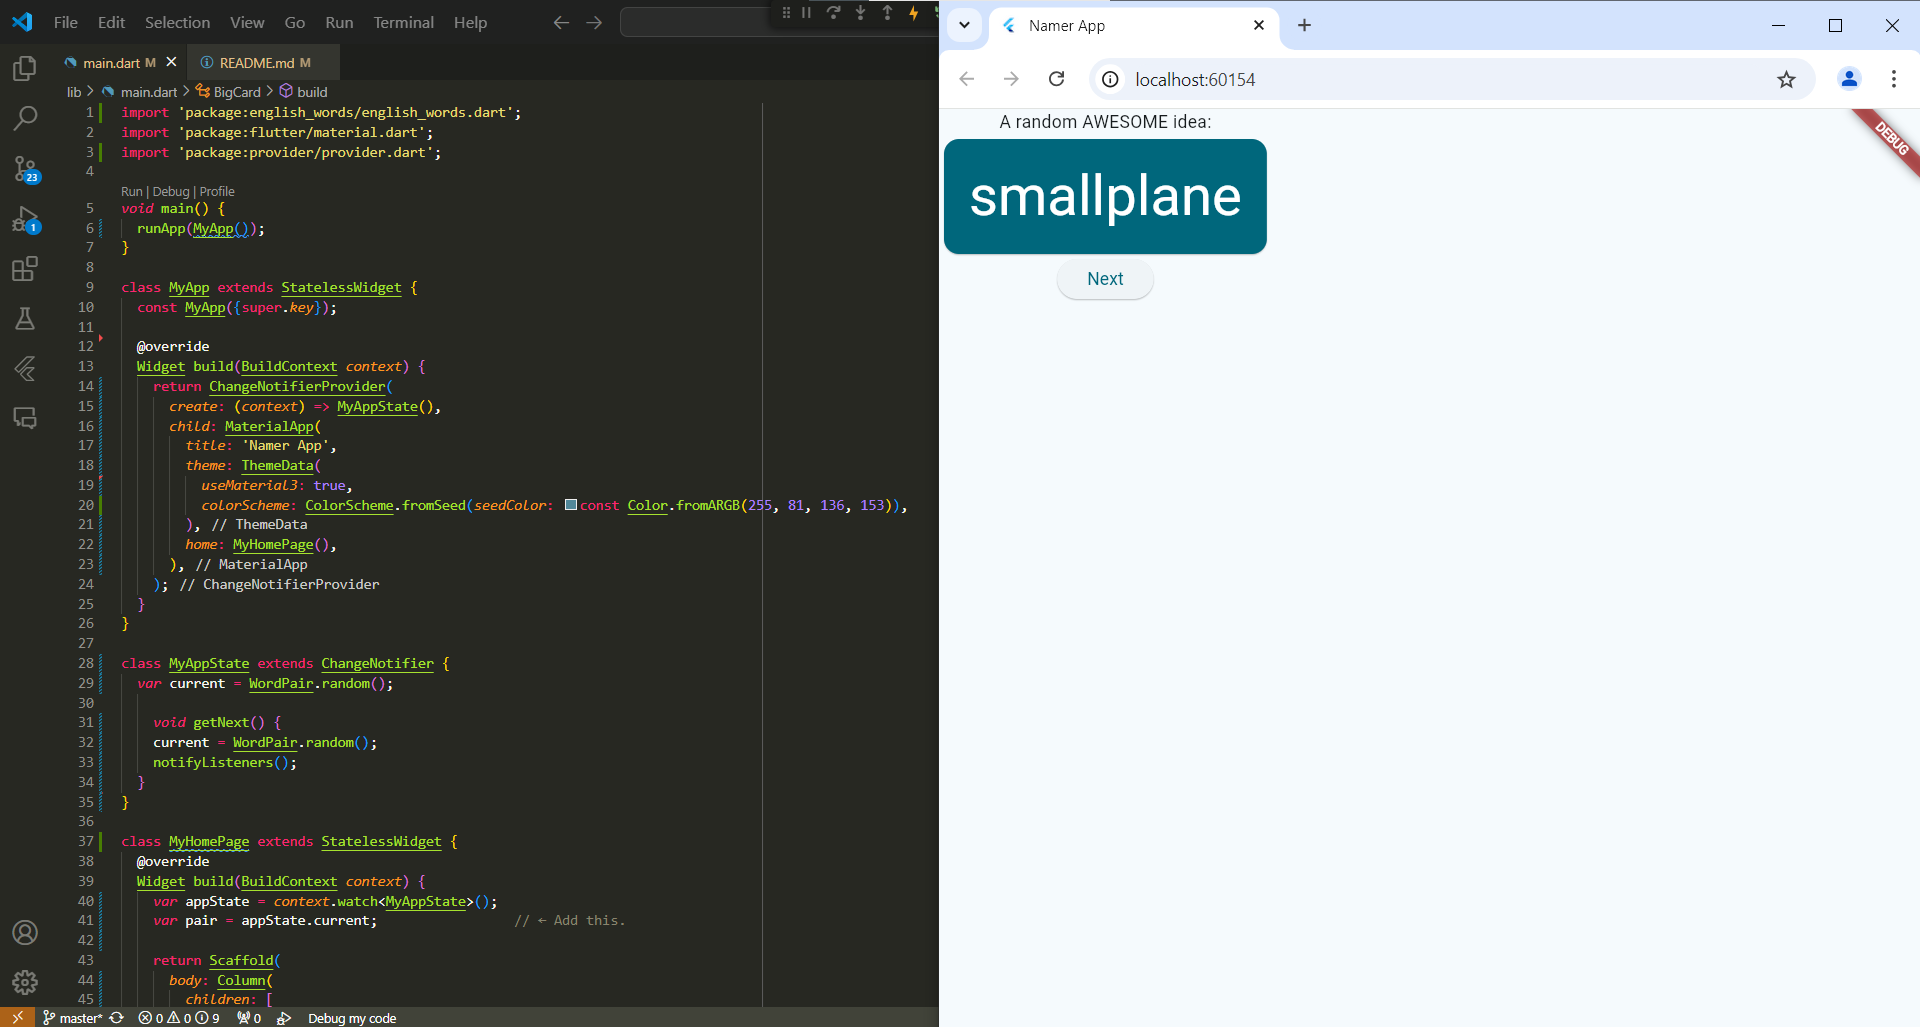 File Edit Selection View Go Run Terminal Help
main.dart M
README.md M
lib > main.dart > BigCard > build
1 import 'package:english_words/english_words.dart';
2 import 'package:flutter/material.dart';
3 import 'package:provider/provider.dart';
4
Run | Debug | Profile
5 void main() {
6 runApp(MyApp());
7 }
8
9 class MyApp extends StatelessWidget {
10 const MyApp({super.key});
11
12 @override
13 Widget build(BuildContext context) {
14 return ChangeNotifierProvider(
15 create: (context) => MyAppState(),
16 child: MaterialApp(
17 title: 'Namer App',
18 theme: ThemeData(
19 useMaterial3: true,
20 colorScheme: ColorScheme.fromSeed(seedColor: const Color.fromARGB(255, 81, 136, 153)),
21 ), // ThemeData
22 home: MyHomePage(),
23 ), // MaterialApp
24 ); // ChangeNotifierProvider
25 }
26 }
27
28 class MyAppState extends ChangeNotifier {
29 var current = WordPair.random();
30
31 void getNext() {
32 current = WordPair.random();
33 notifyListeners();
34 }
35 }
36
37 class MyHomePage extends StatelessWidget {
38 @override
39 Widget build(BuildContext context) {
40 var appState = context.watch<MyAppState>();
41 var pair = appState.current; // ← Add this.
42
43 return Scaffold(
44 body: Column(
45 children: [
23
1
master* 0 0 9 0 Debug my code
Namer App
localhost:60154
A random AWESOME idea:
smallplane
Next
DEBUG